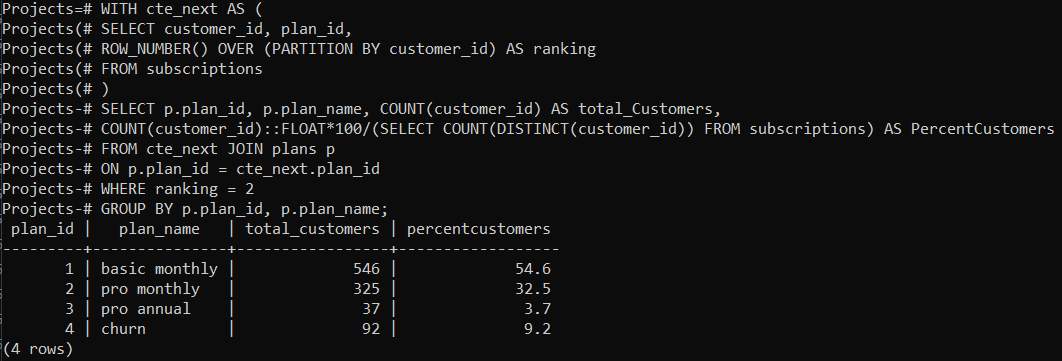 Projects=# WITH cte_next AS (
Projects(# SELECT customer_id, plan_id,
Projects(# ROW_NUMBER() OVER (PARTITION BY customer_id) AS ranking
Projects(# FROM subscriptions
Projects(# )
Projects-# SELECT p.plan_id, p.plan_name, COUNT(customer_id) AS total_Customers,
Projects-# COUNT(customer_id)::FLOAT*100/(SELECT COUNT(DISTINCT(customer_id)) FROM subscriptions) AS PercentCustomers
Projects-# FROM cte_next JOIN plans p
Projects-# ON p.plan_id = cte_next.plan_id
Projects-# WHERE ranking = 2
Projects-# GROUP BY p.plan_id, p.plan_name;
 plan_id |   plan_name   | total_customers | percentcustomers
---------+---------------+-----------------+------------------
       1 | basic monthly |             546 |             54.6
       2 | pro monthly   |             325 |             32.5
       3 | pro annual    |              37 |              3.7
       4 | churn         |              92 |              9.2
(4 rows)